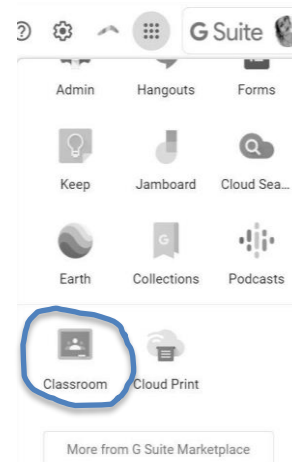 G Suite
Admin Hangouts Forms
Keep Jamboard Cloud Sea...
G
Earth Collections Podcasts
Classroom Cloud Print
More from G Suite Marketplace